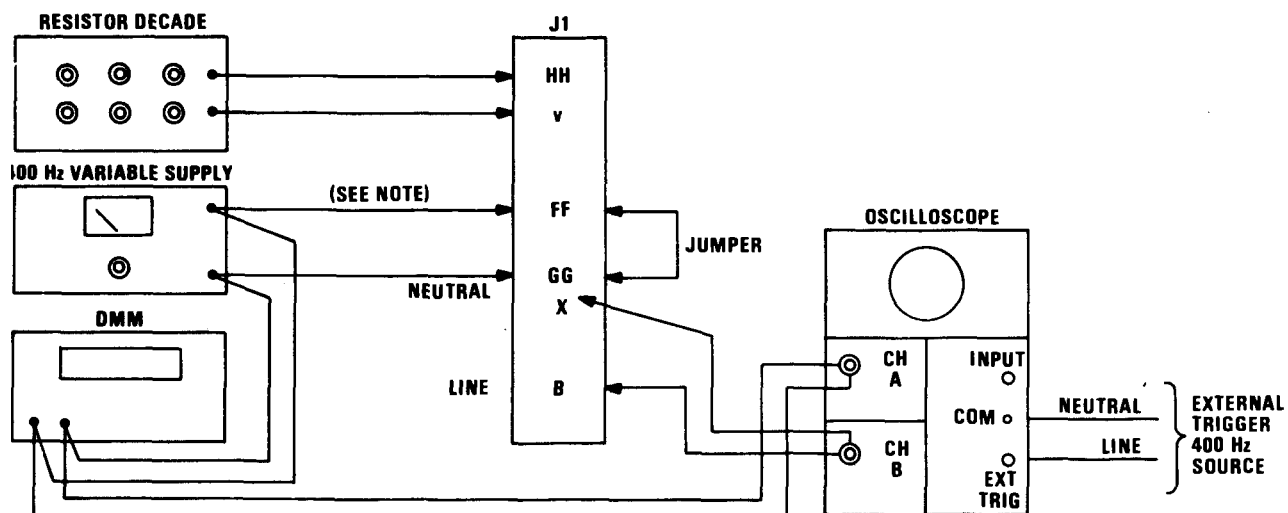 RESISTOR DECADE
J1
HH
v
400 Hz VARIABLE SUPPLY
(SEE NOTE)
FF
JUMPER
GG
NEUTRAL
X
OSCILLOSCOPE
DMM
LINE
B
CH
A
INPUT
COM
NEUTRAL
LINE
EXTERNAL
TRIGGER
400 Hz
SOURCE
CH
B
EXT
TRIG